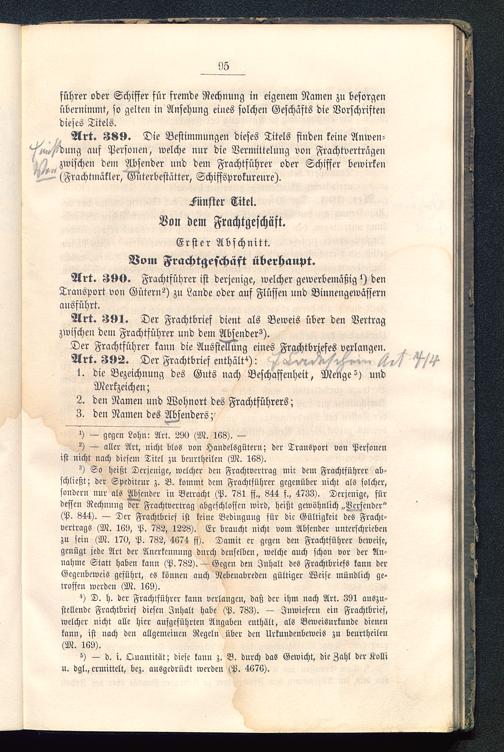 95
führer oder Schiffer für fremde Rechnung in eigenem Namen zu besorgen
übernimmt, so gelten in Ansehung eines solchen Geschäfts die Vorschriften
dieses Titels.
Art. 389. Die Bestimmungen dieses Titels finden keine Anwen-
dung auf Personen, welche nur die Vermittelung von Frachtverträgen
zwischen dem Absender und dem Frachtführer oder Schiffer bewirken
(Frachtmäkler, Güterbestätter, Schiffsprokureure).
Fünfter Titel.
Von dem Frachtgeschäft.
Erster Abschnitt.
Vom Frachtgeschäft überhaupt.
Art. 390. Frachtführer ist derjenige, welcher gewerbemäßig ¹) den
Transport von Gütern²) zu Lande oder auf Flüssen und Binnengewässern
ausführt.
Art. 391. Der Frachtbrief dient als Beweis über den Vertrag
zwischen dem Frachtführer und dem Absender³).
Der Frachtführer kann die Ausstellung eines Frachtbriefes verlangen.
Art. 392. Der Frachtbrief enthält⁴): Ladeschein Art 414
1. die Bezeichnung des Guts nach Beschaffenheit, Menge⁵) und
Merkzeichen;
2. den Namen und Wohnort des Frachtführers;
3. den Namen des Absenders;
¹) — gegen Lohn: Art. 290 (M. 168). —
²) — aller Art, nicht blos von Handelsgütern; der Transport von Personen
ist nicht nach diesem Titel zu beurtheilen (M. 168).
³) So heißt Derjenige, welcher den Frachtvertrag mit dem Frachtführer ab-
schließt; der Spediteur z. B. kommt dem Frachtführer gegenüber nicht als solcher,
sondern nur als Absender in Betracht (P. 781 ff., 844 f., 4733). Derjenige, für
dessen Rechnung der Frachtvertrag abgeschlossen wird, heißt gewöhnlich „Versender“
(P. 844). — Der Frachtbrief ist keine Bedingung für die Gültigkeit des Fracht-
vertrags (M. 169, P. 782, 1228). Er braucht nicht vom Absender unterschrieben
zu sein (M. 170, P. 782, 4674 ff). Damit er gegen den Frachtführer beweise,
genügt jede Art der Anerkennung durch denselben, welche auch schon vor der An-
nahme Statt haben kann (P. 782). — Gegen den Inhalt des Frachtbriefs kann der
Gegenbeweis geführt, es können auch Nebenabreden gültiger Weise mündlich ge-
troffen werden (M. 169).
⁴) D. h. der Frachtführer kann verlangen, daß der ihm nach Art. 391 auszu-
stellende Frachtbrief diesen Inhalt habe (P. 783). — Inwiefern ein Frachtbrief,
welcher nicht alle hier aufgeführten Angaben enthält, als Beweisurkunde dienen
kann, ist nach den allgemeinen Regeln über den Urkundenbeweis zu beurtheilen
(M. 169).
⁵) — d. i. Quantität; diese kann z. B. durch das Gewicht, die Zahl der Kolli
u. dgl., ermittelt, bez. ausgedrückt werden (P. 4676).